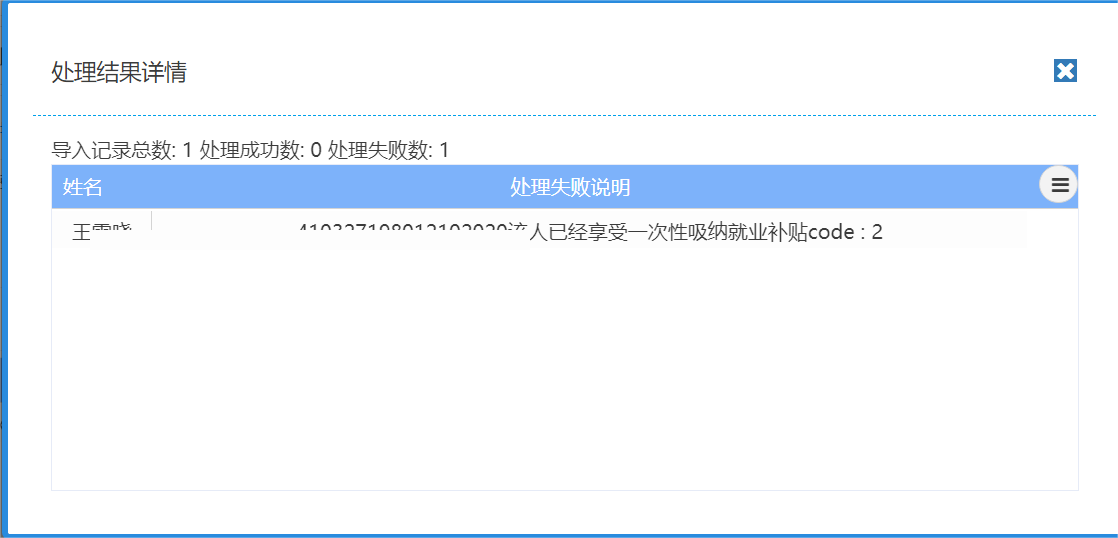 处理结果详情
导入记录总数: 1 处理成功数: 0 处理失败数: 1
姓名 处理失败说明
王 人已经享受一次性吸纳就业补贴code : 2